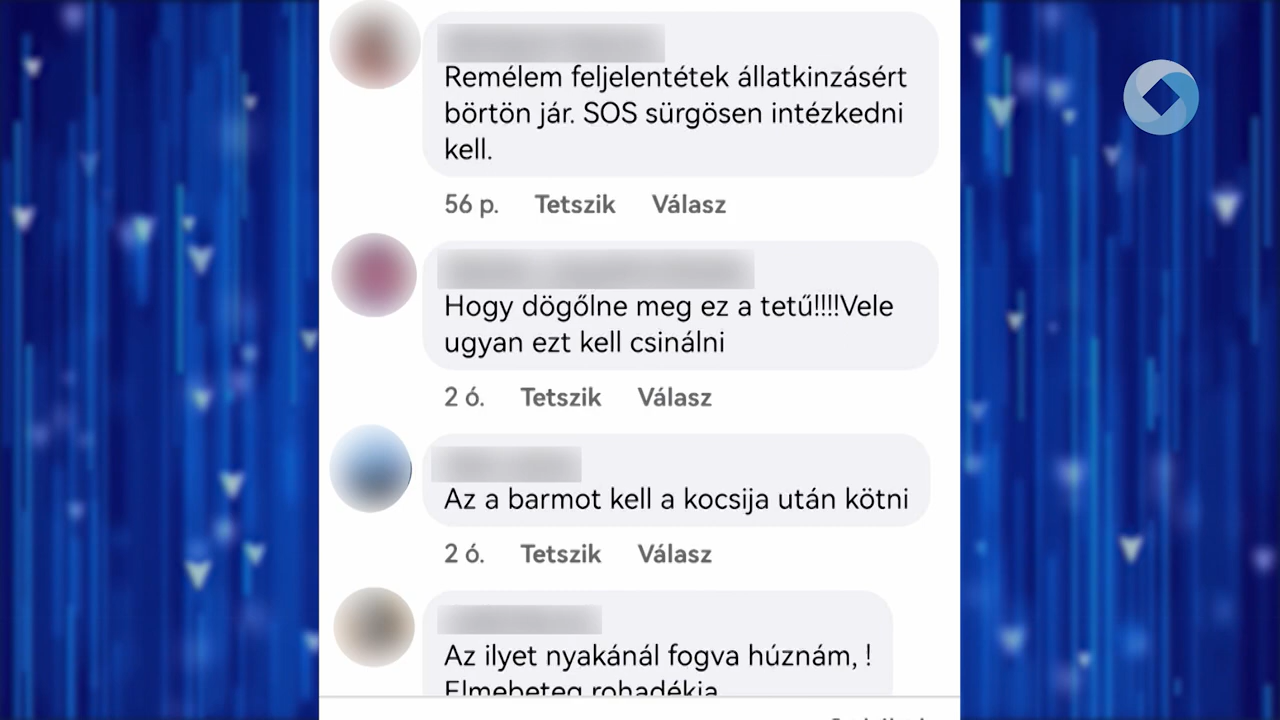 Remélem feljelentétek állatkinzásért
börtön jár. SOS sürgösen intézkedni
kell.
56 p. Tetszik Válasz
Hogy dögőlne meg ez a tetű!!!!Vele
ugyan ezt kell csinálni
2 ó. Tetszik Válasz
Az a barmot kell a kocsija után kötni
2 ó. Tetszik Válasz
Az ilyet nyakánál fogva húznám, !
Elmebeteg rohadékja